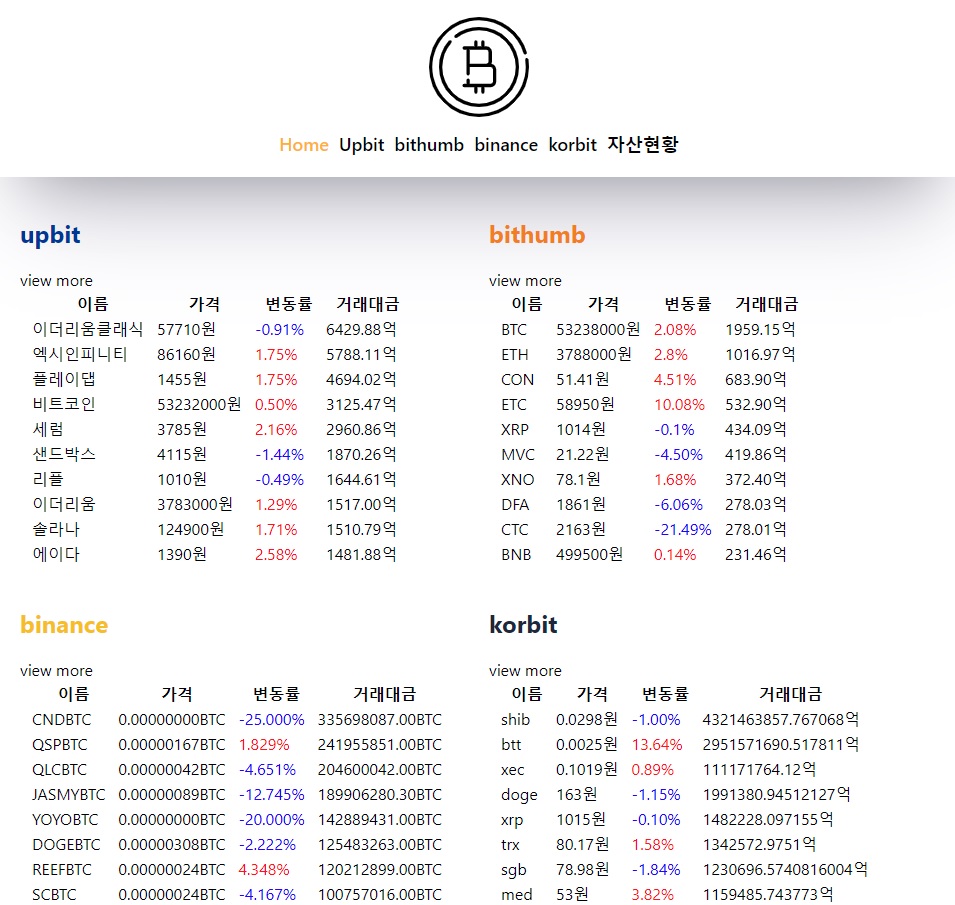 Home Upbit bithumb binance korbit 자산현황
upbit
view more
이름 가격 변동률 거래대금
이더리움클래식 57710원 -0.91% 6429.88억
엑시인피니티 86160원 1.75% 5788.11억
플레이댑 1455원 1.75% 4694.02억
비트코인 53232000원 0.50% 3125.47억
세럼 3785원 2.16% 2960.86억
샌드박스 4115원 -1.44% 1870.26억
리플 1010원 -0.49% 1644.61억
이더리움 3783000원 1.29% 1517.00억
솔라나 124900원 1.71% 1510.79억
에이다 1390원 2.58% 1481.88억
bithumb
view more
이름 가격 변동률 거래대금
BTC 53238000원 2.08% 1959.15억
ETH 3788000원 2.8% 1016.97억
CON 51.41원 4.51% 683.90억
ETC 58950원 10.08% 532.90억
XRP 1014원 -0.1% 434.09억
MVC 21.22원 -4.50% 419.86억
XNO 78.1원 1.68% 372.40억
DFA 1861원 -6.06% 278.03억
CTC 2163원 -21.49% 278.01억
BNB 499500원 0.14% 231.46억
binance
view more
이름 가격 변동률 거래대금
CNDBTC 0.00000000BTC -25.000% 335698087.00BTC
QSPBTC 0.00000167BTC 1.829% 241955851.00BTC
QLCBTC 0.00000042BTC -4.651% 204600042.00BTC
JASMYBTC 0.00000089BTC -12.745% 189906280.30BTC
YOYOBTC 0.00000000BTC -20.000% 142889431.00BTC
DOGEBTC 0.00000308BTC -2.222% 125483263.00BTC
REEFBTC 0.00000024BTC 4.348% 120212899.00BTC
SCBTC 0.00000024BTC -4.167% 100757016.00BTC
korbit
view more
이름 가격 변동률 거래대금
shib 0.0298원 -1.00% 4321463857.767068억
btt 0.0025원 13.64% 2951571690.517811억
xec 0.1019원 0.89% 111171764.12억
doge 163원 -1.15% 1991380.94512127억
xrp 1015원 -0.10% 1482228.097155억
trx 80.17원 1.58% 1342572.9751억
sgb 78.98원 -1.84% 1230696.5740816004억
med 53원 3.82% 1159485.743773억